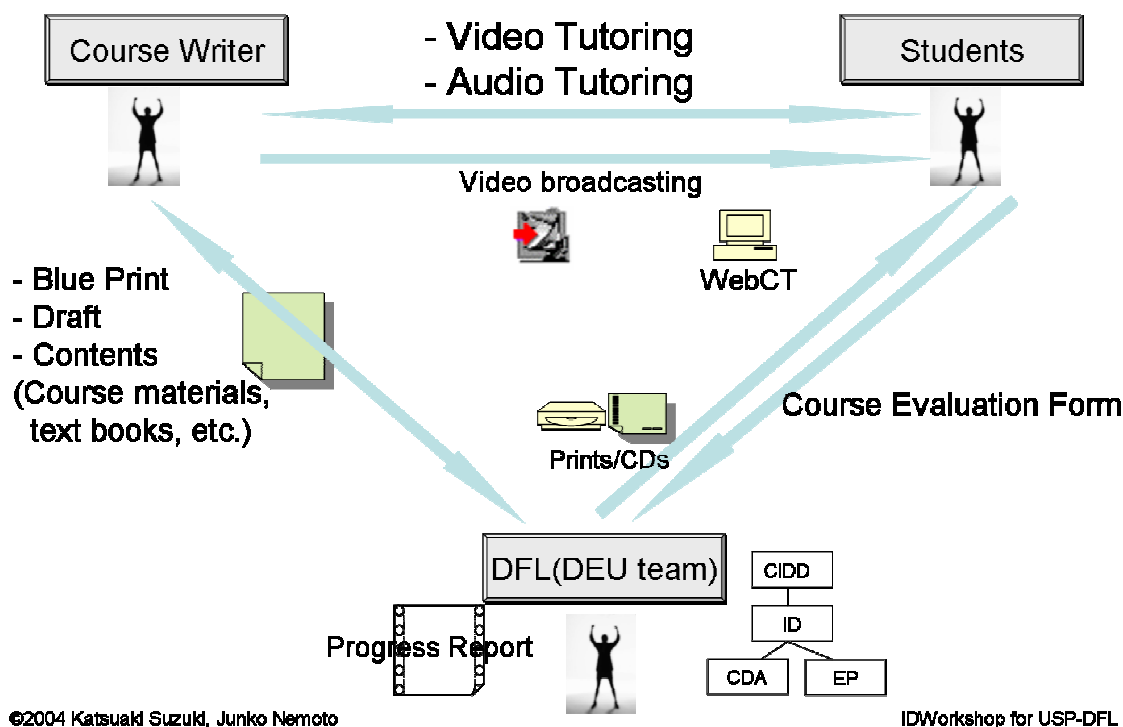 Course Writer
- Video Tutoring
- Audio Tutoring
Students
Video broadcasting
WebCT
- Blue Print
- Draft
- Contents
(Course materials,
text books, etc.)
Course Evaluation Form
Prints/CDs
DFL(DEU team)
CIDD
ID
CDA
EP
Progress Report
©2004 Katsuaki Suzuki, Junko Nemoto
IDWorkshop for USP-DFL